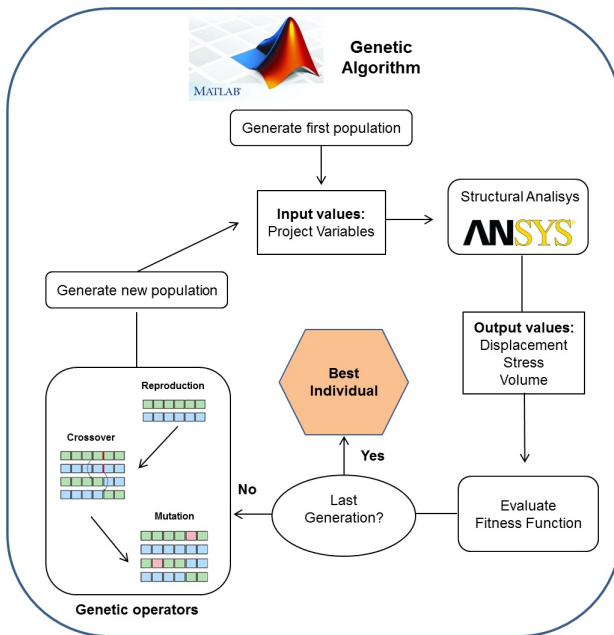 Genetic
Algorithm
MATLAB®
Generate first population
Input values:
Project Variables
Structural Analisys
ANSYS®
Generate new population
Output values:
Displacement
Stress
Volume
Best
Individual
Reproduction
Crossover
Mutation
Yes
No
Last
Generation?
Evaluate
Fitness Function
Genetic operators